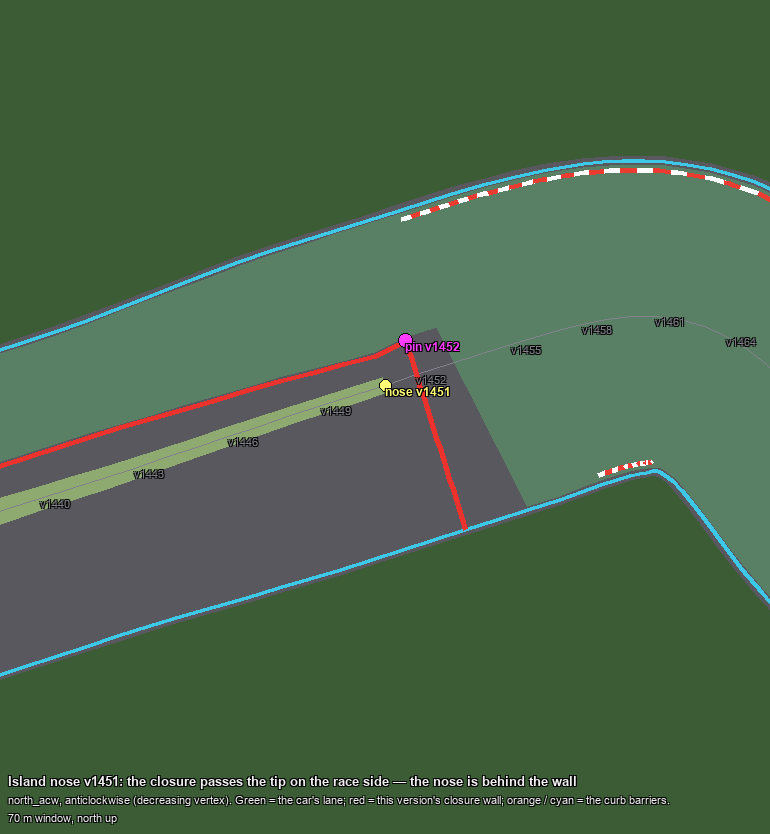 v1461
v1458
v1464
pin v1452
v1455
v1452
nose v1451
v1449
v1446
v1443
v1440
Island nose v1451: the closure passes the tip on the race side — the nose is behind the wall
north_acw, anticlockwise (decreasing vertex). Green = the car's lane; red = this version's closure wall; orange / cyan = the curb barriers.
70 m window, north up